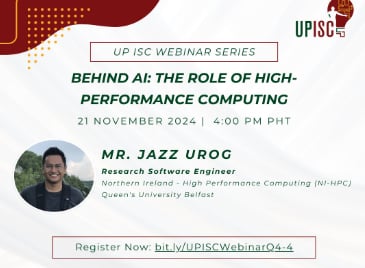 UPISC
UP ISC WEBINAR SERIES
BEHIND AI: THE ROLE OF HIGH-
PERFORMANCE COMPUTING
21 NOVEMBER 2024 | 4:00 PM PHT
MR. JAZZ UROG
Research Software Engineer
Northern Ireland - High Performance Computing (NI-HPC)
Queen's University Belfast
Register Now: bit.ly/UPISCWebinarQ4-4